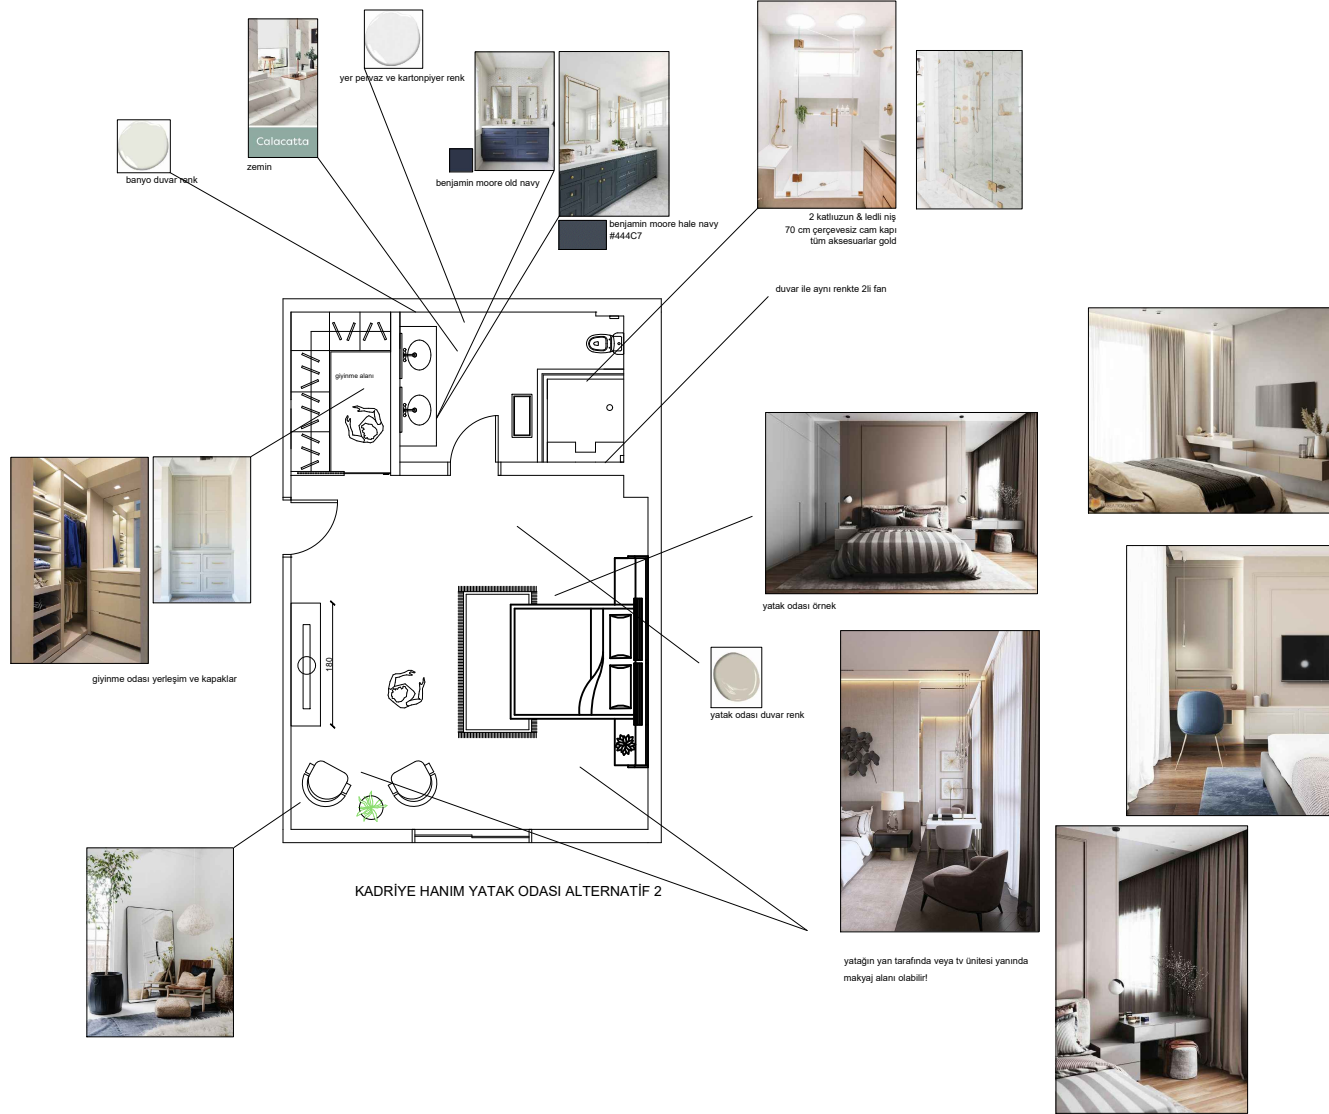 yer pervaz ve kartonpiyer renk
Calacatta
zemin
banyo duvar renk
benjamin moore old navy
benjamin moore hale navy
#444C7
2 katlıuzun & ledli niş
70 cm çerçevesiz cam kapı
tüm aksesuarlar gold
duvar ile aynı renkte 2li fan
giyinme alanı
giyinme odası yerleşim ve kapaklar
180
yatak odası örnek
yatak odası duvar renk
KADRİYE HANIM YATAK ODASI ALTERNATİF 2
yatağın yan tarafında veya tv ünitesi yanında
makyaj alanı olabilir!